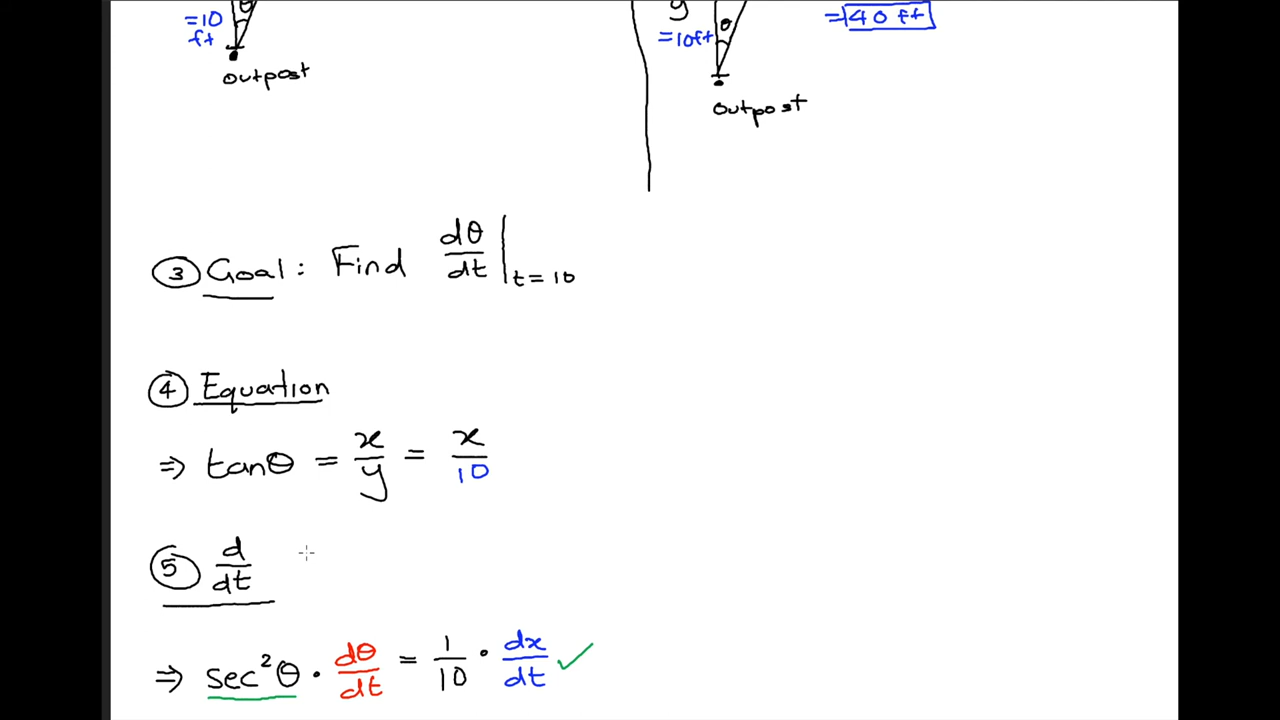 =10 ft θ
outpost
y =10ft θ
= 40 ft
outpost
③ Goal: Find dθ/dt |t=10
④ Equation
⇒ tanθ = x/y = x/10
⑤ d/dt
⇒ sec²θ · dθ/dt = 1/10 · dx/dt ✓